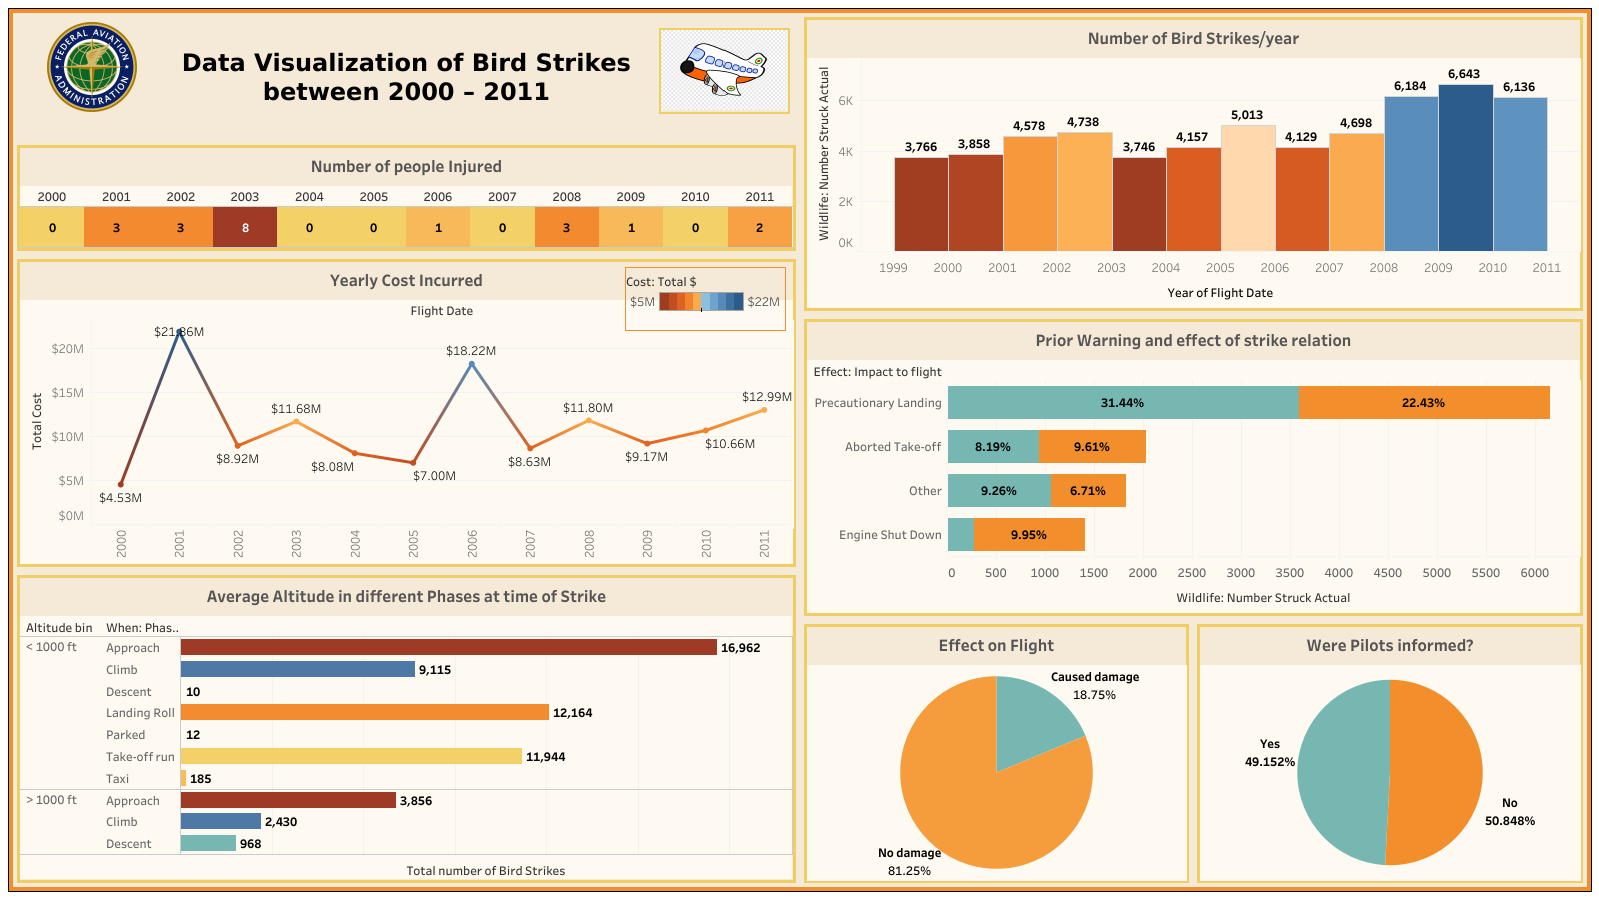 FEDERAL AVIATION
ADMINISTRATION
Data Visualization of Bird Strikes
between 2000 – 2011
Number of people Injured
2000 2001 2002 2003 2004 2005 2006 2007 2008 2009 2010 2011
0 3 3 8 0 0 1 0 3 1 0 2
Yearly Cost Incurred
Cost: Total $
$5M $22M
Flight Date
Total Cost
$20M
$15M
$10M
$5M
$0M
$4.53M
$21.86M
$8.92M
$11.68M
$8.08M
$7.00M
$18.22M
$8.63M
$11.80M
$9.17M
$10.66M
$12.99M
2000 2001 2002 2003 2004 2005 2006 2007 2008 2009 2010 2011
Average Altitude in different Phases at time of Strike
Altitude bin When: Phas..
< 1000 ft Approach 16,962
Climb 9,115
Descent 10
Landing Roll 12,164
Parked 12
Take-off run 11,944
Taxi 185
> 1000 ft Approach 3,856
Climb 2,430
Descent 968
Total number of Bird Strikes
Number of Bird Strikes/year
Wildlife: Number Struck Actual
6K
4K
2K
0K
3,766 3,858 4,578 4,738 3,746 4,157 5,013 4,129 4,698 6,184 6,643 6,136
1999 2000 2001 2002 2003 2004 2005 2006 2007 2008 2009 2010 2011
Year of Flight Date
Prior Warning and effect of strike relation
Effect: Impact to flight
Precautionary Landing 31.44% 22.43%
Aborted Take-off 8.19% 9.61%
Other 9.26% 6.71%
Engine Shut Down 9.95%
0 500 1000 1500 2000 2500 3000 3500 4000 4500 5000 5500 6000
Wildlife: Number Struck Actual
Effect on Flight
Caused damage
18.75%
No damage
81.25%
Were Pilots informed?
Yes
49.152%
No
50.848%